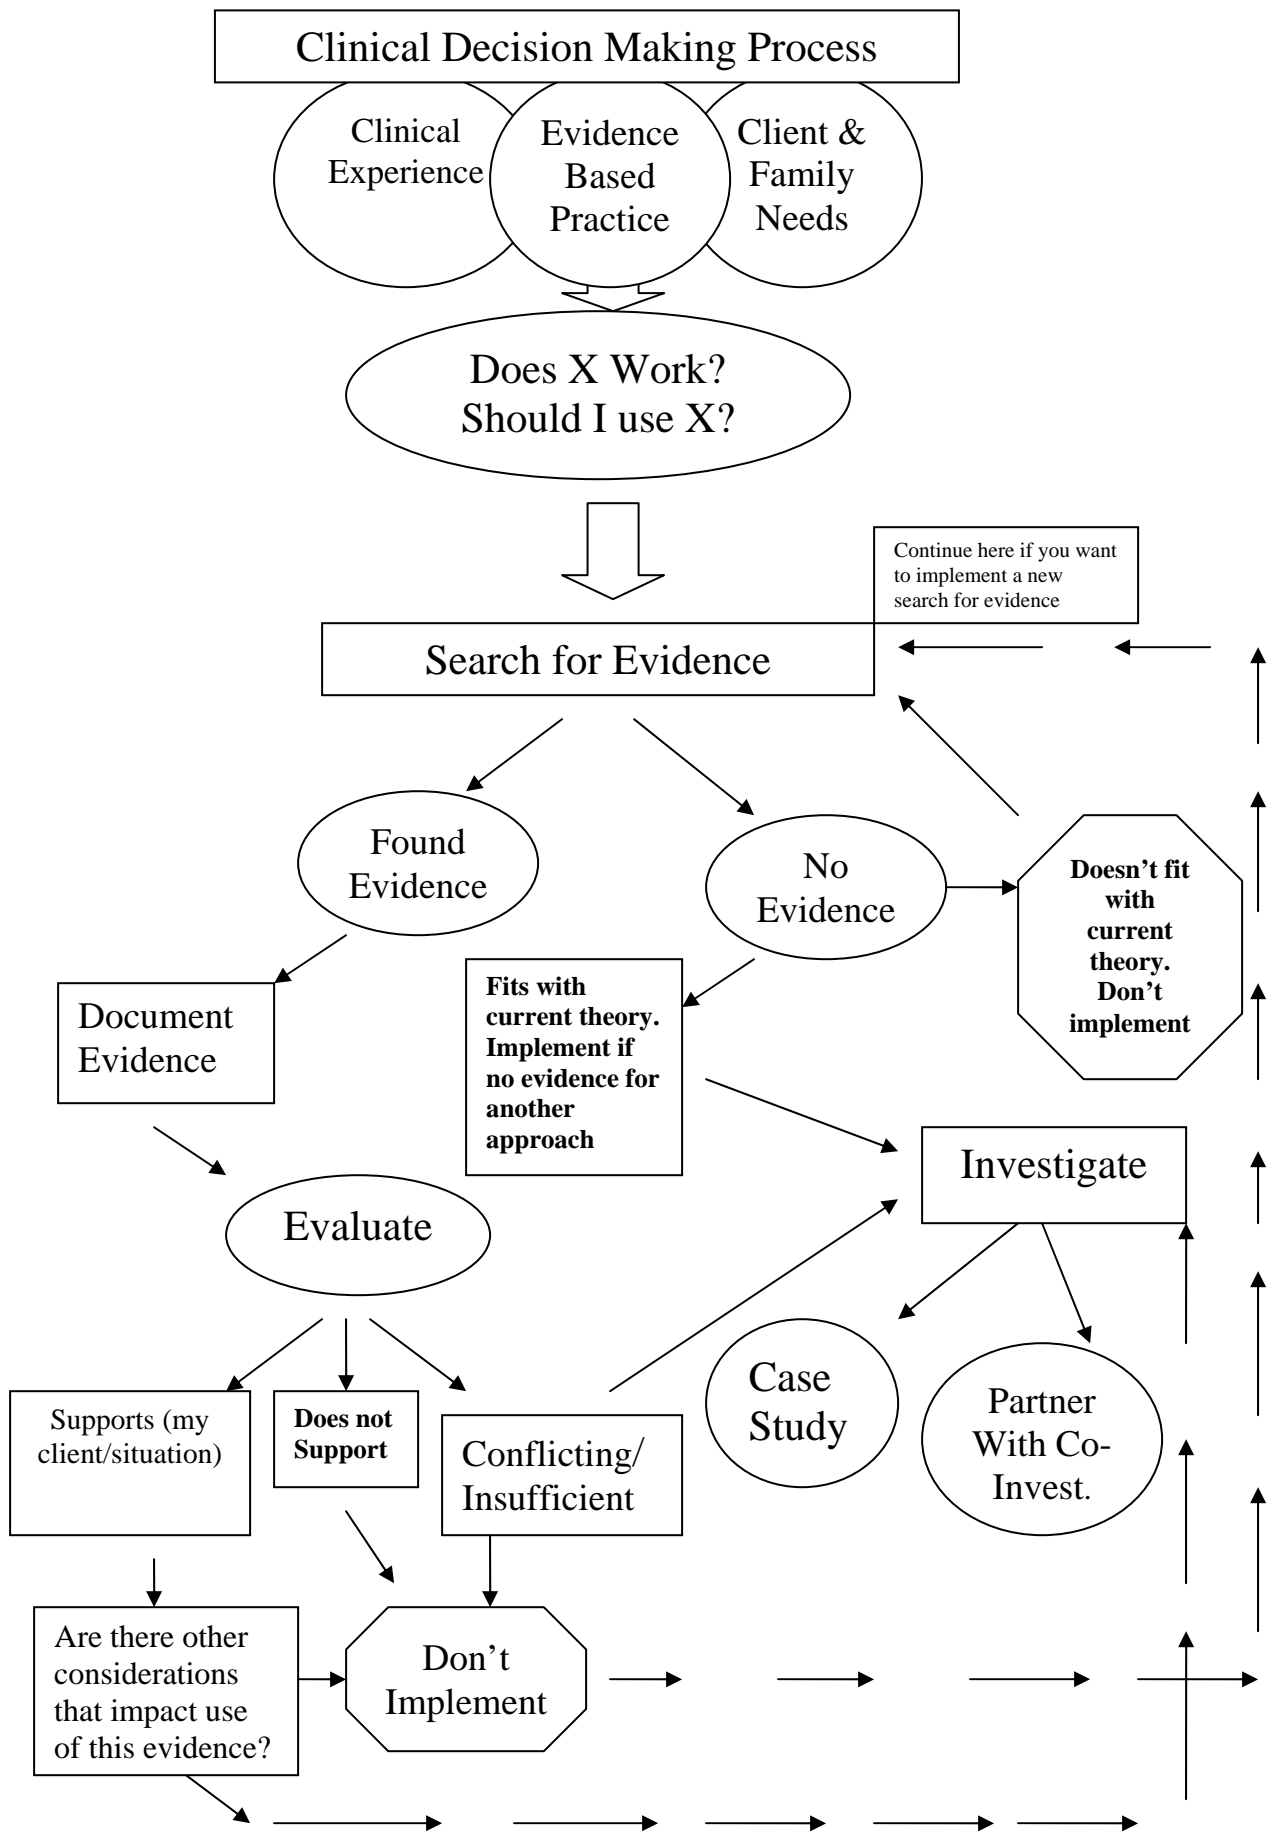 Clinical Decision Making Process
Clinical
Experience
Evidence
Based
Practice
Client &
Family
Needs
Does X Work?
Should I use X?
Continue here if you want
to implement a new
search for evidence
Search for Evidence
Found
Evidence
No
Evidence
Doesn't fit
with
current
theory.
Don't
implement
Document
Evidence
Fits with
current theory.
Implement if
no evidence for
another
approach
Investigate
Evaluate
Case
Study
Partner
With Co-
Invest.
Supports (my
client/situation)
Does not
Support
Conflicting/
Insufficient
Are there other
considerations
that impact use
of this evidence?
Don't
Implement